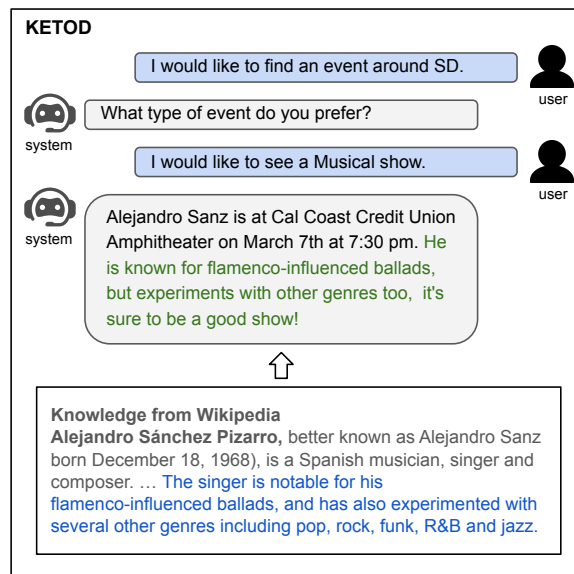 KETOD
I would like to find an event around SD.
user
What type of event do you prefer?
system
I would like to see a Musical show.
user
system
Alejandro Sanz is at Cal Coast Credit Union
Amphitheater on March 7th at 7:30 pm. He
is known for flamenco-influenced ballads,
but experiments with other genres too,  it's
sure to be a good show!
Knowledge from Wikipedia
Alejandro Sánchez Pizarro, better known as Alejandro Sanz
born December 18, 1968), is a Spanish musician, singer and
composer. … The singer is notable for his
flamenco-influenced ballads, and has also experimented with
several other genres including pop, rock, funk, R&B and jazz.